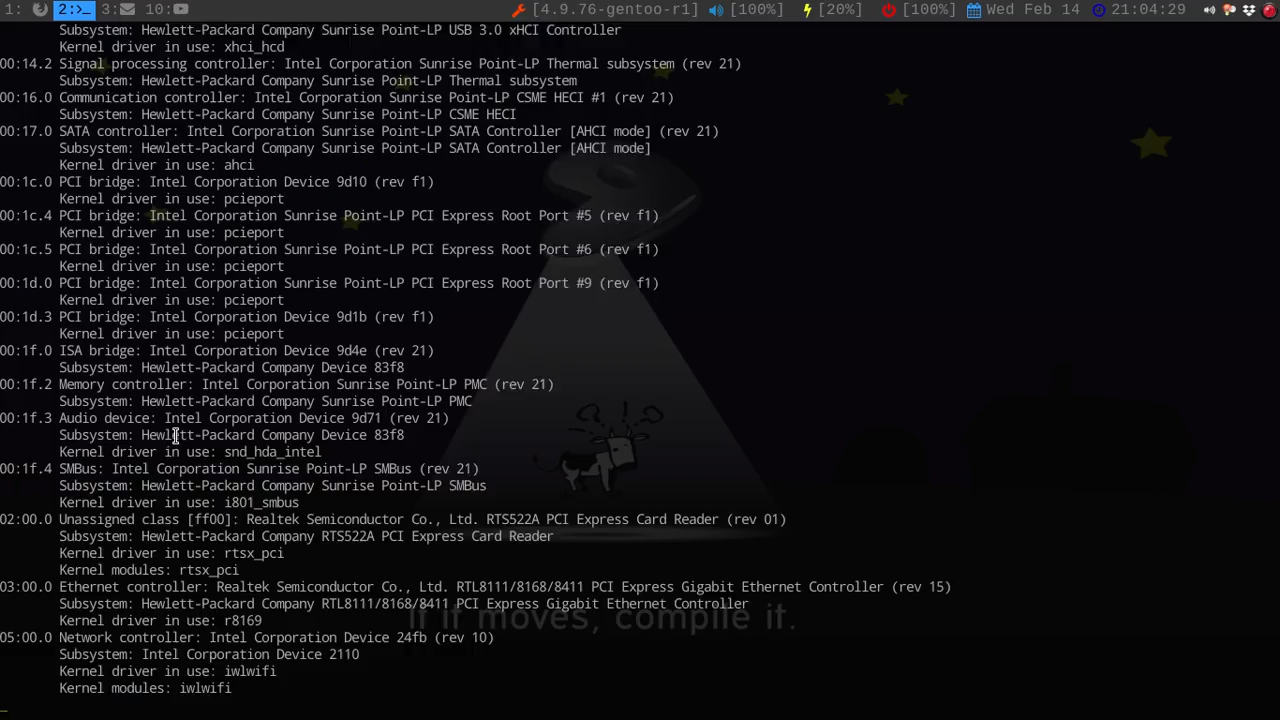 1: 2:>_ 3: 10: [4.9.76-gentoo-r1] [100%] [20%] [100%] Wed Feb 14 21:04:29
Subsystem: Hewlett-Packard Company Sunrise Point-LP USB 3.0 xHCI Controller
Kernel driver in use: xhci_hcd
00:14.2 Signal processing controller: Intel Corporation Sunrise Point-LP Thermal subsystem (rev 21)
Subsystem: Hewlett-Packard Company Sunrise Point-LP Thermal subsystem
00:16.0 Communication controller: Intel Corporation Sunrise Point-LP CSME HECI #1 (rev 21)
Subsystem: Hewlett-Packard Company Sunrise Point-LP CSME HECI
00:17.0 SATA controller: Intel Corporation Sunrise Point-LP SATA Controller [AHCI mode] (rev 21)
Subsystem: Hewlett-Packard Company Sunrise Point-LP SATA Controller [AHCI mode]
Kernel driver in use: ahci
00:1c.0 PCI bridge: Intel Corporation Device 9d10 (rev f1)
Kernel driver in use: pcieport
00:1c.4 PCI bridge: Intel Corporation Sunrise Point-LP PCI Express Root Port #5 (rev f1)
Kernel driver in use: pcieport
00:1c.5 PCI bridge: Intel Corporation Sunrise Point-LP PCI Express Root Port #6 (rev f1)
Kernel driver in use: pcieport
00:1d.0 PCI bridge: Intel Corporation Sunrise Point-LP PCI Express Root Port #9 (rev f1)
Kernel driver in use: pcieport
00:1d.3 PCI bridge: Intel Corporation Device 9d1b (rev f1)
Kernel driver in use: pcieport
00:1f.0 ISA bridge: Intel Corporation Device 9d4e (rev 21)
Subsystem: Hewlett-Packard Company Device 83f8
00:1f.2 Memory controller: Intel Corporation Sunrise Point-LP PMC (rev 21)
Subsystem: Hewlett-Packard Company Sunrise Point-LP PMC
00:1f.3 Audio device: Intel Corporation Device 9d71 (rev 21)
Subsystem: Hewlett-Packard Company Device 83f8
Kernel driver in use: snd_hda_intel
00:1f.4 SMBus: Intel Corporation Sunrise Point-LP SMBus (rev 21)
Subsystem: Hewlett-Packard Company Sunrise Point-LP SMBus
Kernel driver in use: i801_smbus
02:00.0 Unassigned class [ff00]: Realtek Semiconductor Co., Ltd. RTS522A PCI Express Card Reader (rev 01)
Subsystem: Hewlett-Packard Company RTS522A PCI Express Card Reader
Kernel driver in use: rtsx_pci
Kernel modules: rtsx_pci
03:00.0 Ethernet controller: Realtek Semiconductor Co., Ltd. RTL8111/8168/8411 PCI Express Gigabit Ethernet Controller (rev 15)
Subsystem: Hewlett-Packard Company RTL8111/8168/8411 PCI Express Gigabit Ethernet Controller
If it moves, compile it.
Kernel driver in use: r8169
05:00.0 Network controller: Intel Corporation Device 24fb (rev 10)
Subsystem: Intel Corporation Device 2110
Kernel driver in use: iwlwifi
Kernel modules: iwlwifi